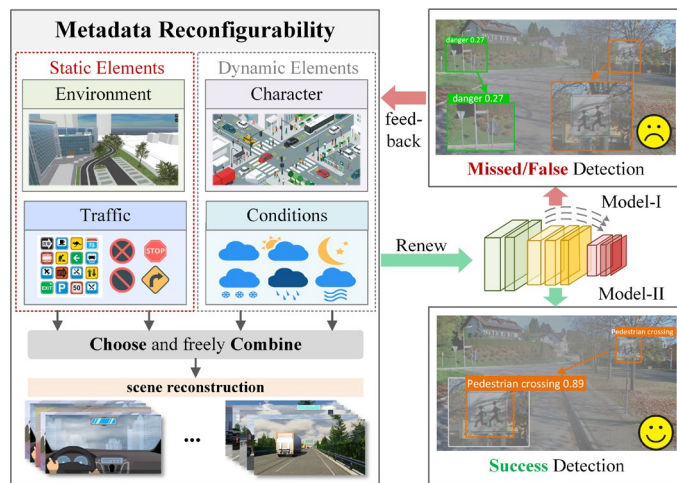 Metadata Reconfigurability
Static Elements
Dynamic Elements
Environment
Character
Traffic
Conditions
STOP
EXIT
P
50
Choose and freely Combine
scene reconstruction
...
feed-
back
Renew
danger 0.27
danger 0.27
Missed/False Detection
Model-I
Model-II
Pedestrian crossing
Pedestrian crossing 0.89
Success Detection